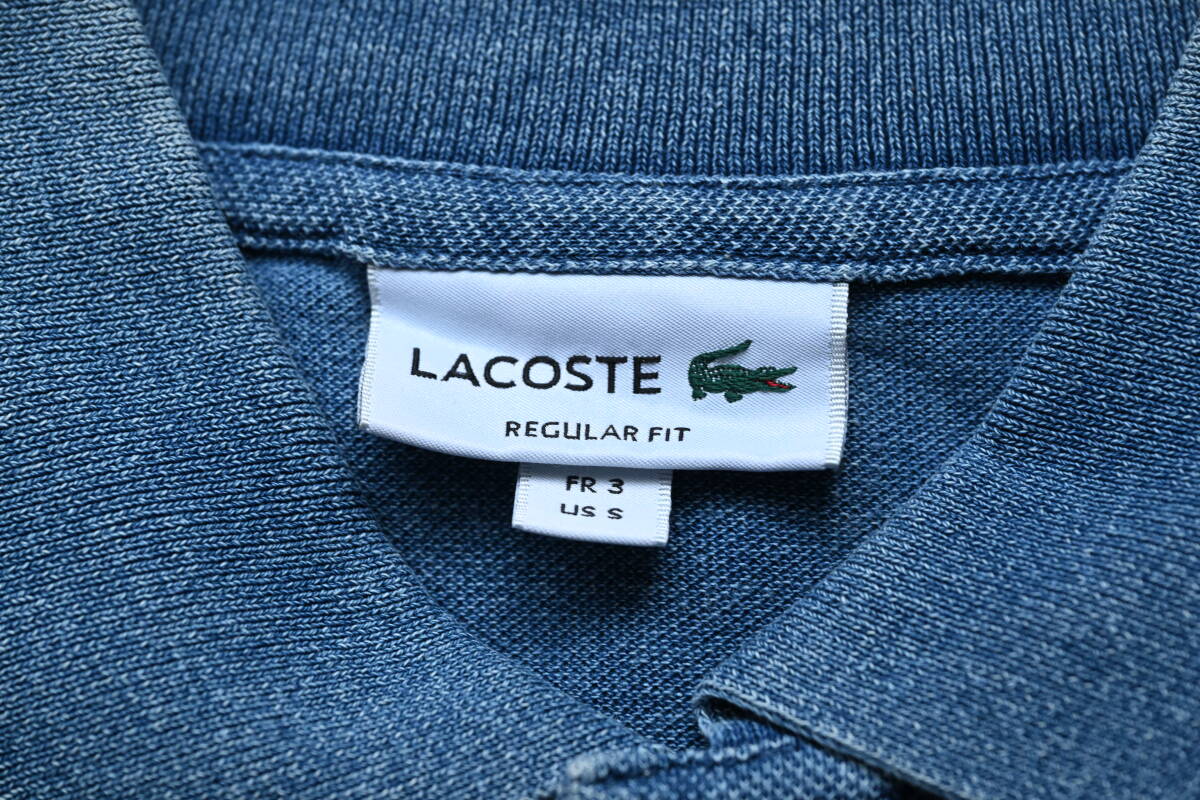 LACOSTE
REGULAR FIT
FR 3
US S